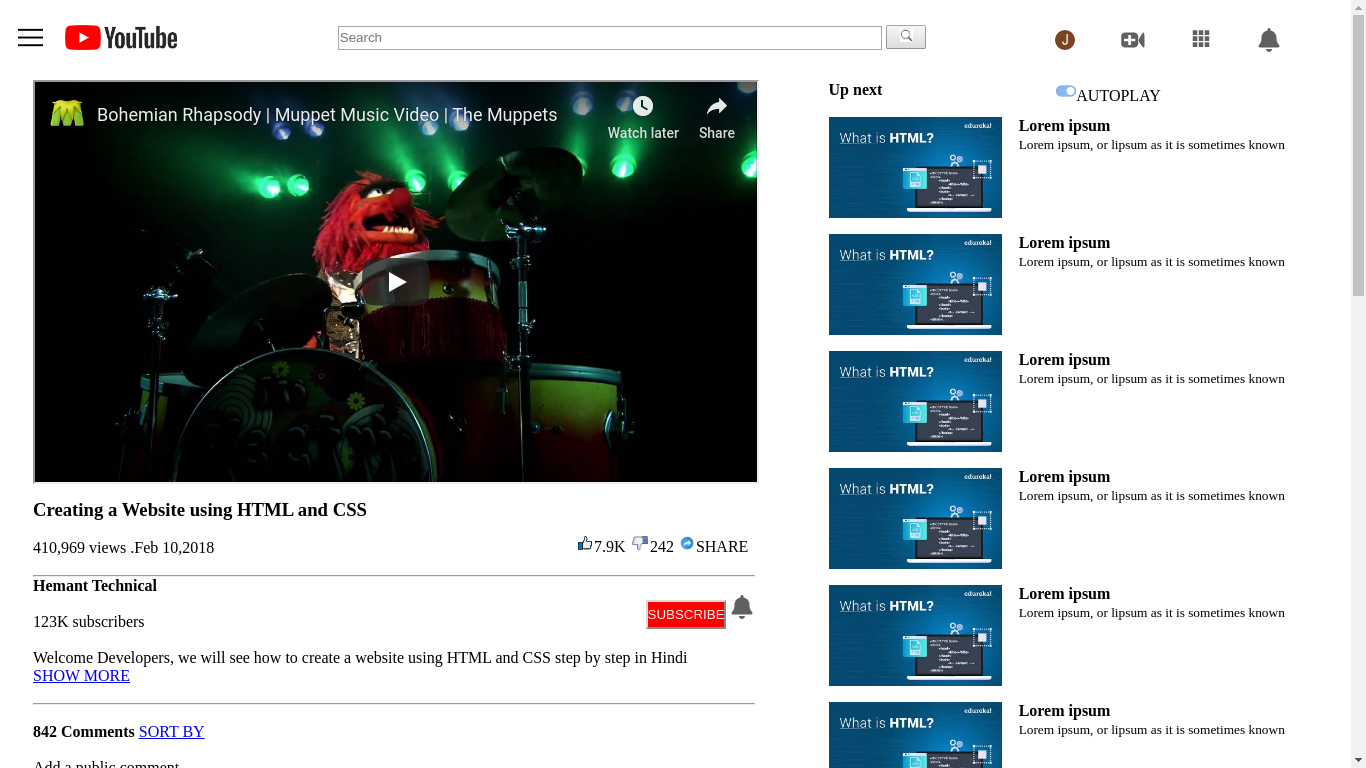 YouTube
Search
J
Bohemian Rhapsody | Muppet Music Video | The Muppets
Watch later
Share
Creating a Website using HTML and CSS
410,969 views .Feb 10,2018
7.9K
242
SHARE
Hemant Technical
123K subscribers
SUBSCRIBE
Welcome Developers, we will see how to create a website using HTML and CSS step by step in Hindi
SHOW MORE
842 Comments SORT BY
Add a public comment
Up next
AUTOPLAY
edureka!
What is HTML?
Lorem ipsum
Lorem ipsum, or lipsum as it is sometimes known
edureka!
What is HTML?
Lorem ipsum
Lorem ipsum, or lipsum as it is sometimes known
edureka!
What is HTML?
Lorem ipsum
Lorem ipsum, or lipsum as it is sometimes known
edureka!
What is HTML?
Lorem ipsum
Lorem ipsum, or lipsum as it is sometimes known
edureka!
What is HTML?
Lorem ipsum
Lorem ipsum, or lipsum as it is sometimes known
edureka!
What is HTML?
Lorem ipsum
Lorem ipsum, or lipsum as it is sometimes known